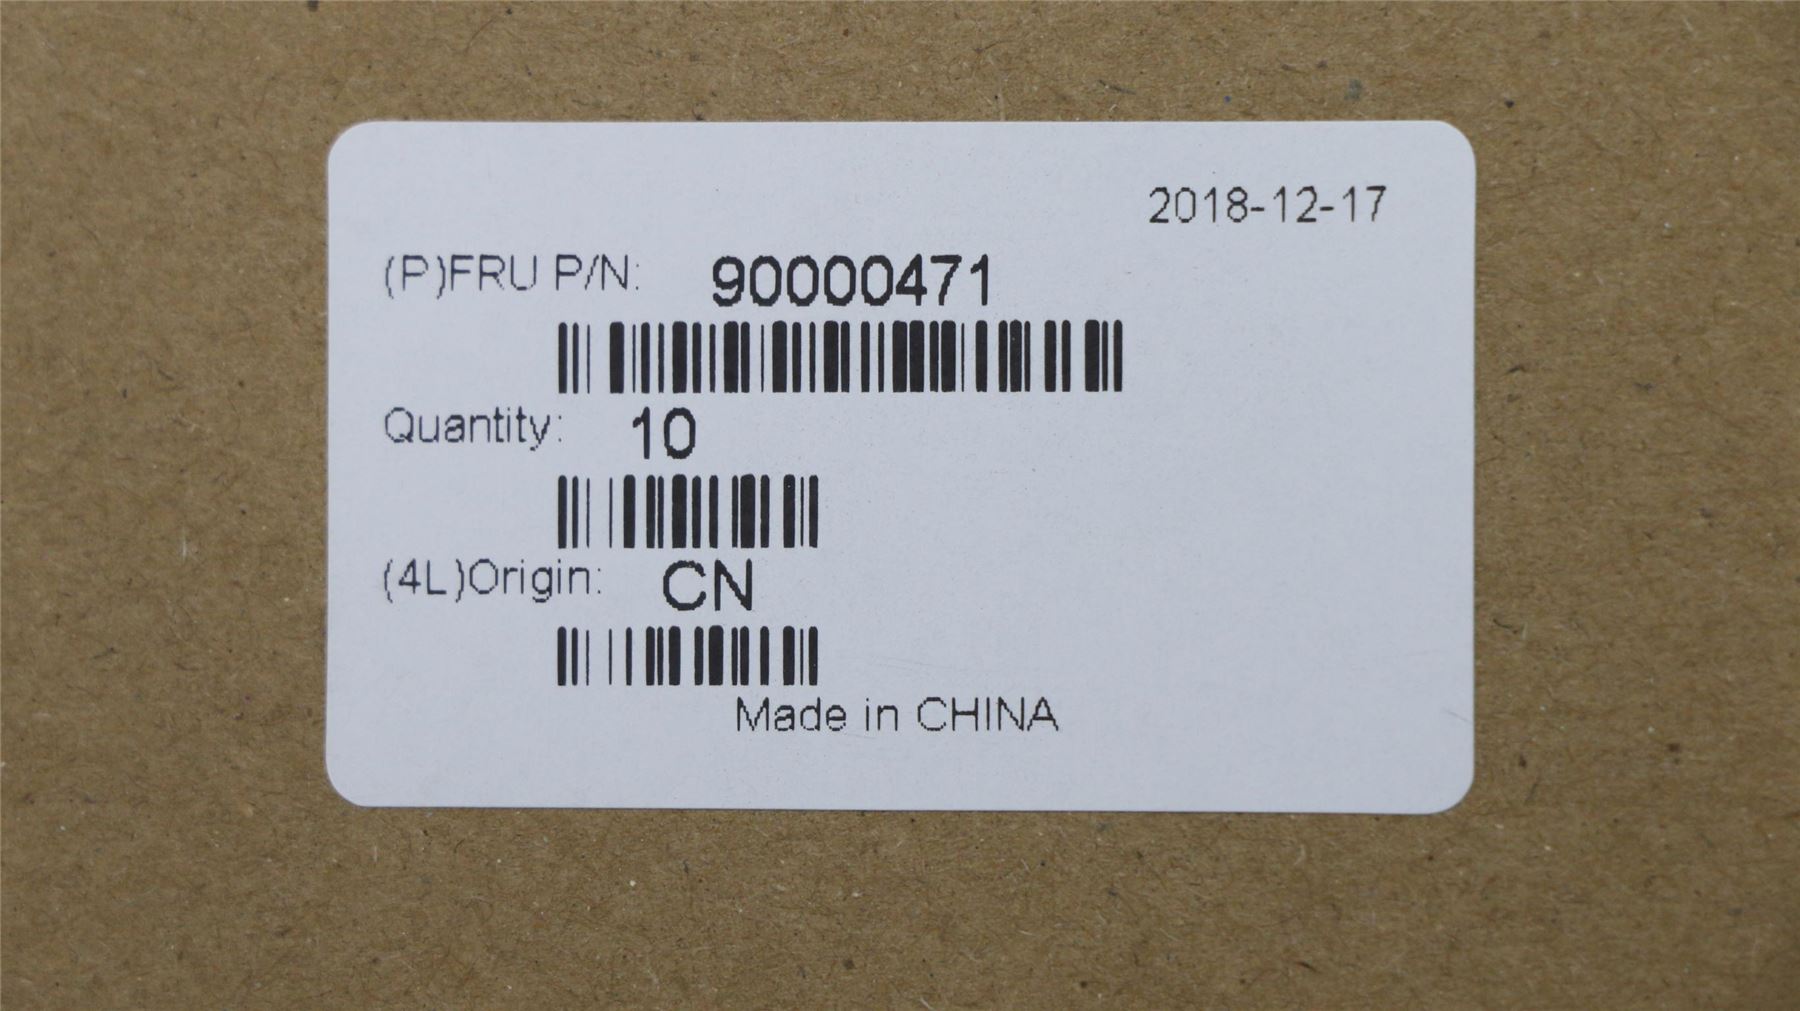 2018-12-17
(P)FRU P/N: 90000471
Quantity: 10
(4L)Origin: CN
Made in CHINA